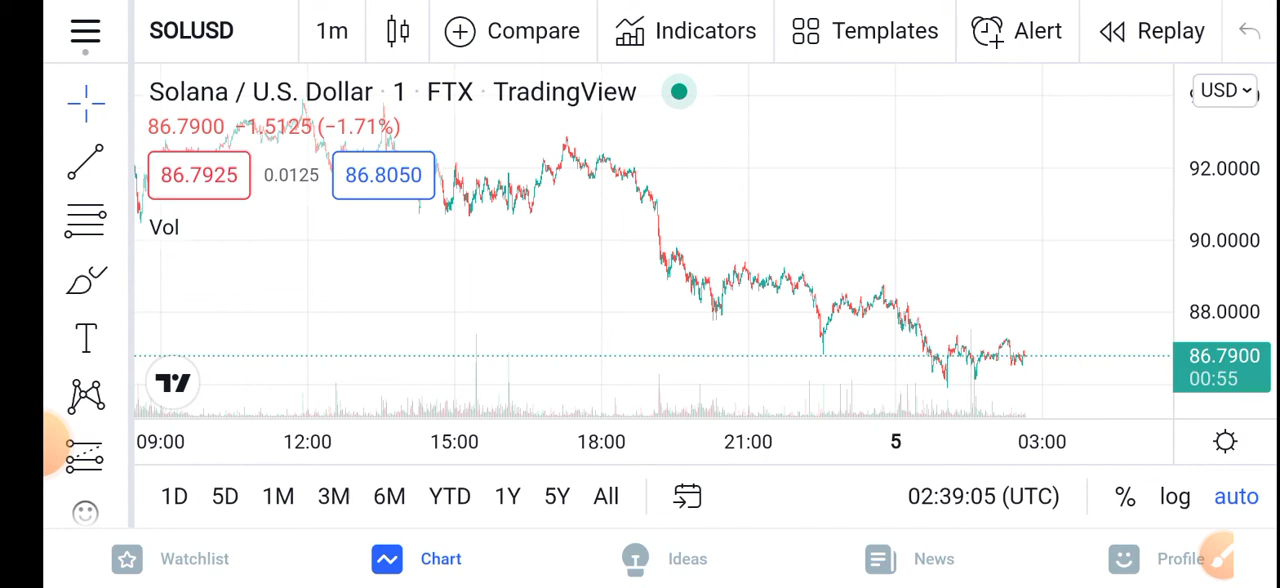 SOLUSD 1m Compare Indicators Templates Alert Replay
Solana / U.S. Dollar · 1 · FTX · TradingView
USD
86.7900 −1.5125 (−1.71%)
86.7925 0.0125 86.8050
92.0000
Vol
90.0000
88.0000
86.7900
00:55
09:00 12:00 15:00 18:00 21:00 5 03:00
1D 5D 1M 3M 6M YTD 1Y 5Y All 02:39:05 (UTC) % log auto
Watchlist Chart Ideas News Profile